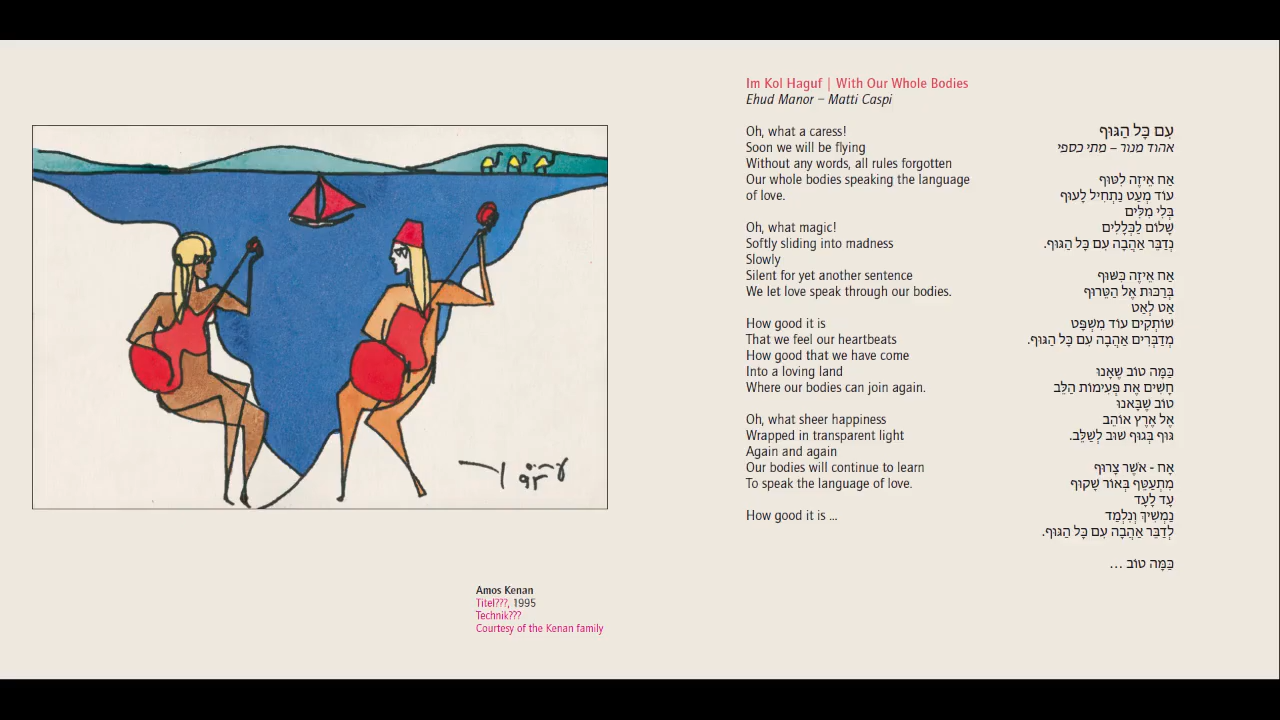 Im Kol Haguf | With Our Whole Bodies
Ehud Manor – Matti Caspi
Oh, what a caress!
Soon we will be flying
Without any words, all rules forgotten
Our whole bodies speaking the language
of love.
Oh, what magic!
Softly sliding into madness
Slowly
Silent for yet another sentence
We let love speak through our bodies.
How good it is
That we feel our heartbeats
How good that we have come
Into a loving land
Where our bodies can join again.
Oh, what sheer happiness
Wrapped in transparent light
Again and again
Our bodies will continue to learn
To speak the language of love.
How good it is ...
עִם כָּל הַגּוּף
אהוד מנור – מתי כספי
אַח אֵיזֶה לִטּוּף
עוֹד מְעַט נַתְחִיל לָעוּף
בְּלִי מִלִּים
שָׁלוֹם לַכְּלָלִים
נְדַבֵּר אַהֲבָה עִם כָּל הַגּוּף.
אַח אֵיזֶה כִּשּׁוּף
בְּרַכּוּת אֶל הַטֵּרוּף
אַט לְאַט
שׁוֹתְקִים עוֹד מִשְׁפָּט
מְדַבְּרִים אַהֲבָה עִם כָּל הַגּוּף.
כַּמָּה טוֹב שֶׁאָנוּ
חָשִׁים אֶת פְּעִימוֹת הַלֵּב
טוֹב שֶׁבָּאנוּ
אֶל אֶרֶץ אוֹהֵב
גּוּף בְּגוּף שׁוּב לְשַׁלֵּב.
אָח - אֹשֶׁר צָרוּף
מִתְעַטֵּף בְּאוֹר שָׁקוּף
עַד לָעַד
נַמְשִׁיךְ וְנִלְמַד
לְדַבֵּר אַהֲבָה עִם כָּל הַגּוּף.
כַּמָּה טוֹב ...
Amos Kenan
Titel???, 1995
Technik???
Courtesy of the Kenan family